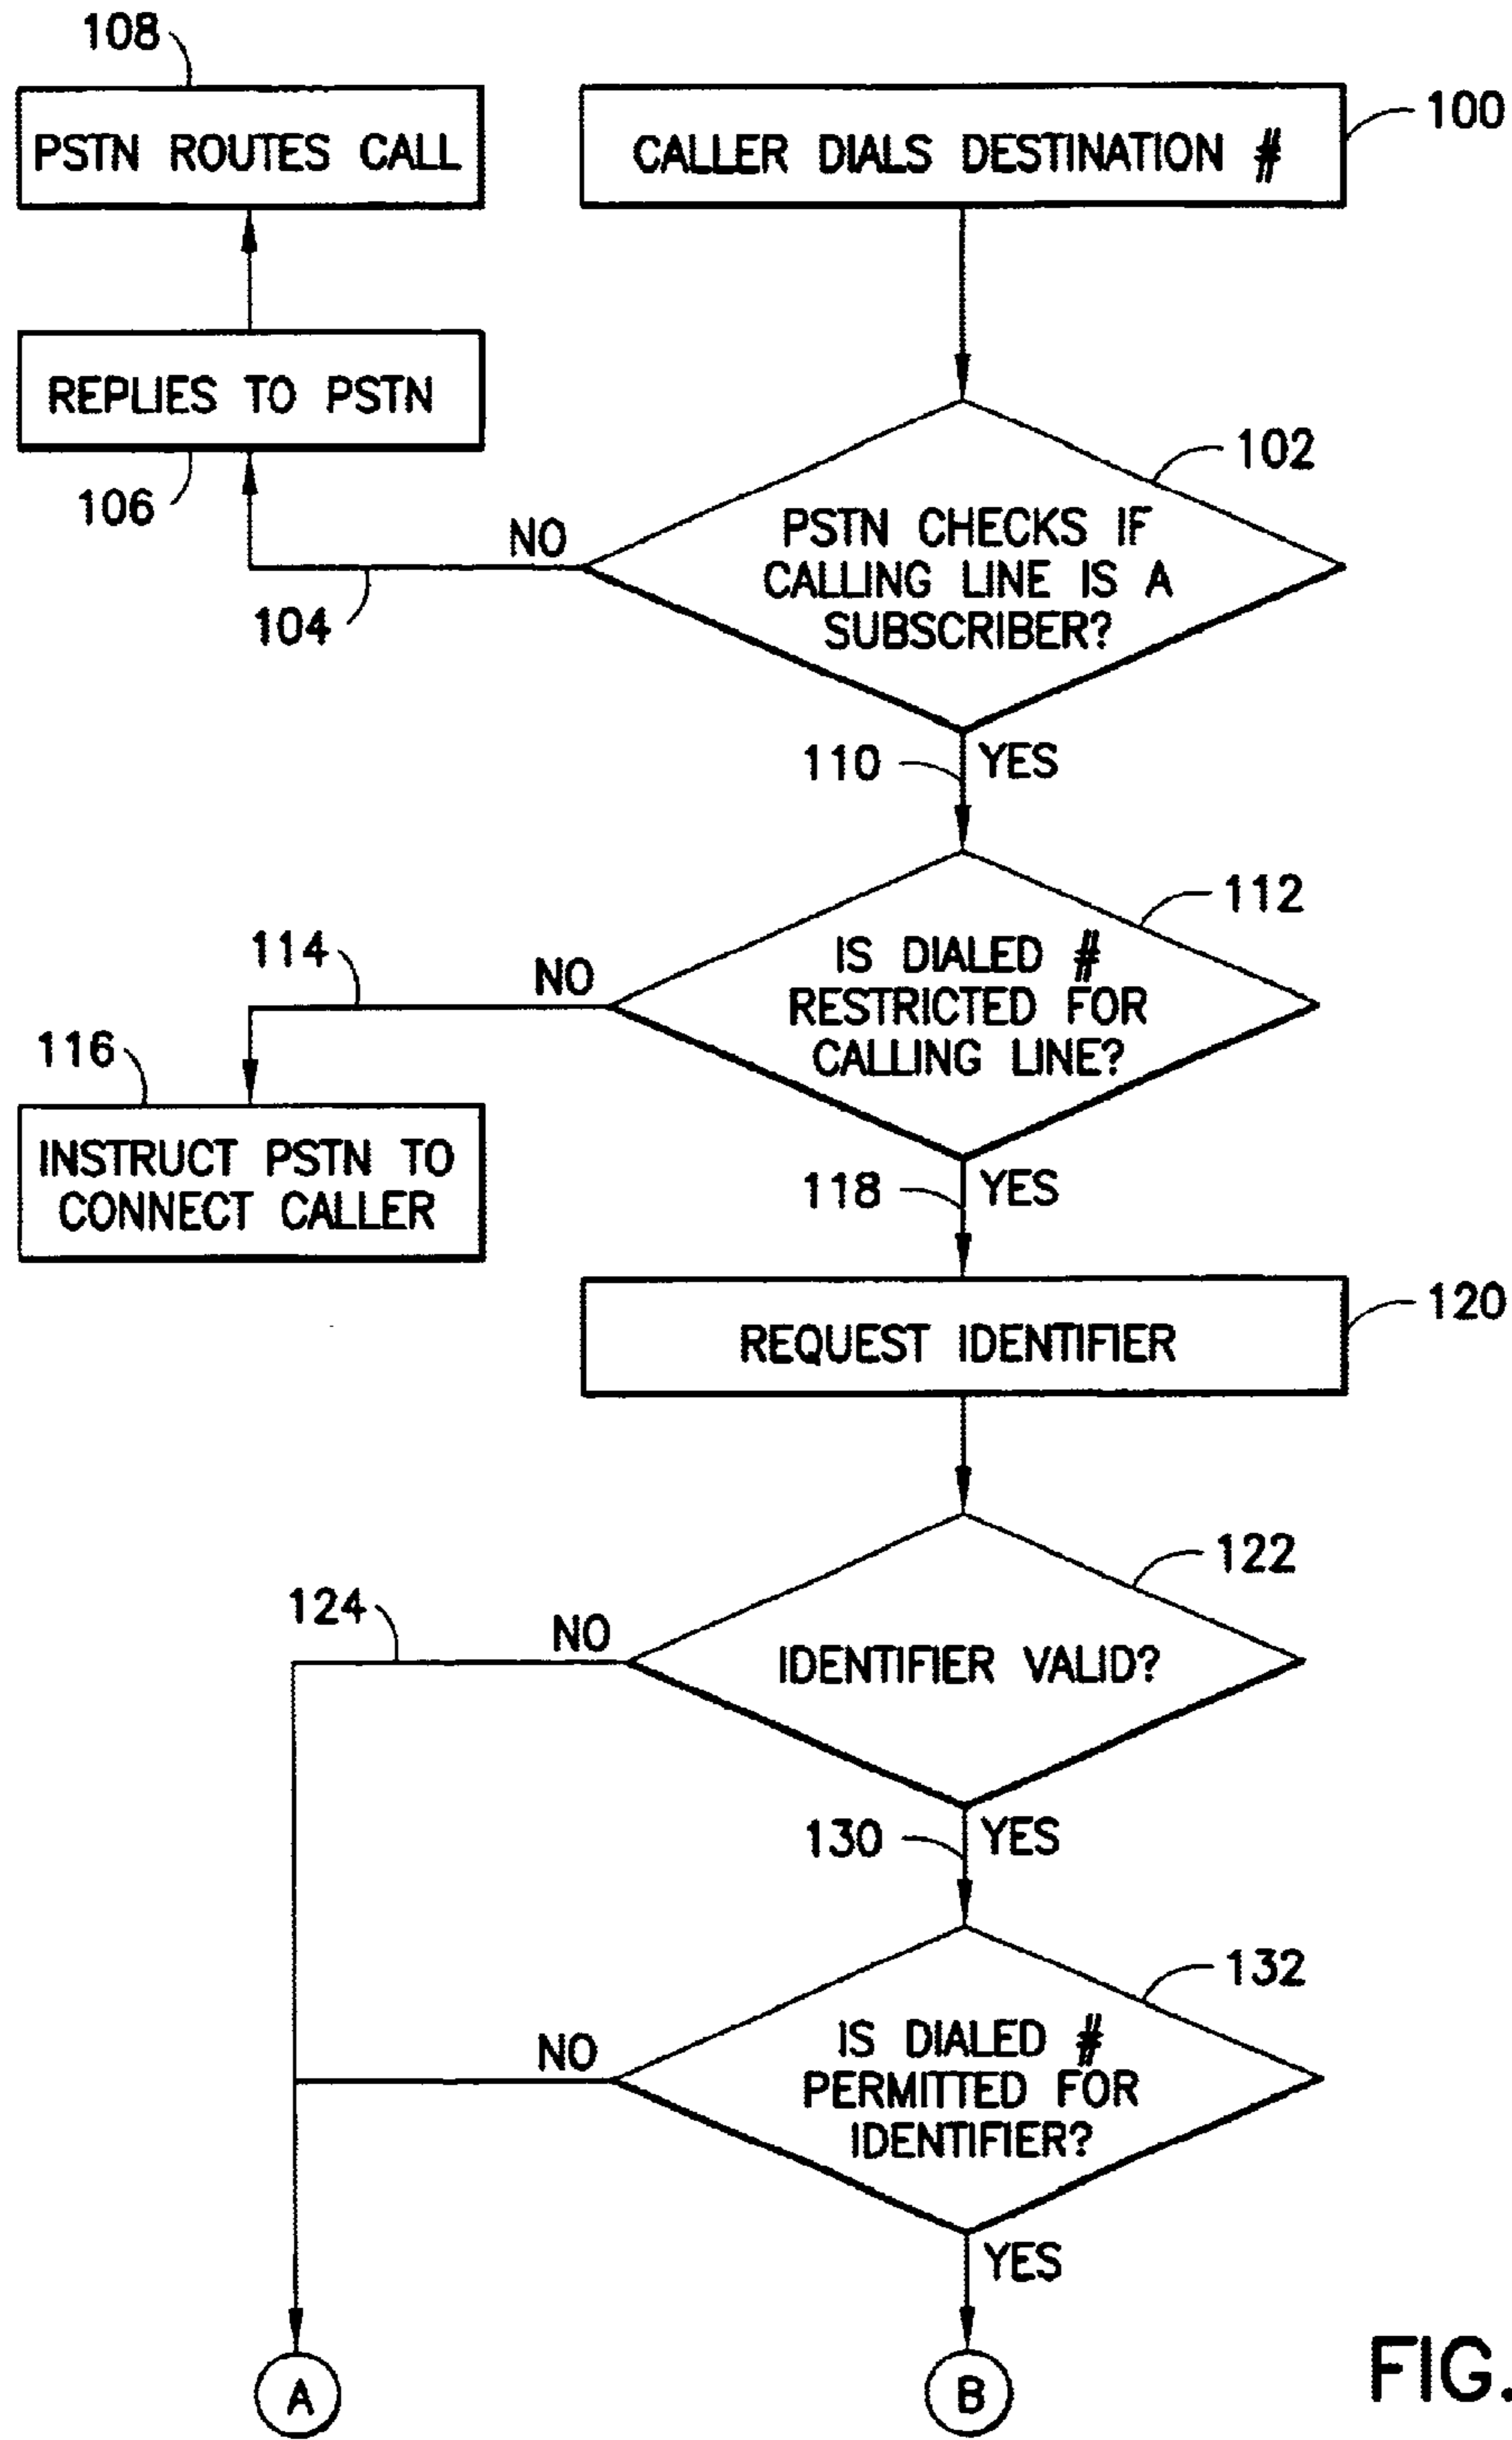 108
PSTN ROUTES CALL
CALLER DIALS DESTINATION #
100
REPLIES TO PSTN
106
102
PSTN CHECKS IF
CALLING LINE IS A
SUBSCRIBER?
NO
104
110
YES
112
IS DIALED #
RESTRICTED FOR
CALLING LINE?
NO
114
116
INSTRUCT PSTN TO
CONNECT CALLER
118
YES
REQUEST IDENTIFIER
120
122
IDENTIFIER VALID?
NO
124
130
YES
132
IS DIALED #
PERMITTED FOR
IDENTIFIER?
NO
YES
A
B
FIG.